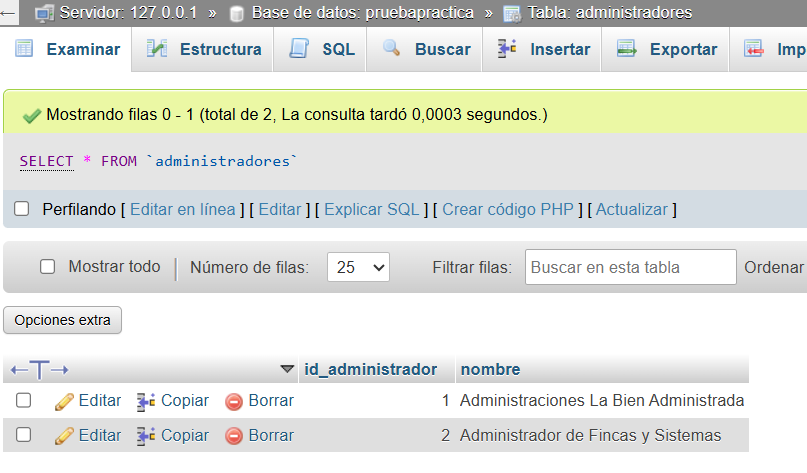 ← Servidor: 127.0.0.1 » Base de datos: pruebapractica » Tabla: administradores
Examinar Estructura SQL Buscar Insertar Exportar Imp
Mostrando filas 0 - 1 (total de 2, La consulta tardó 0,0003 segundos.)
SELECT * FROM `administradores`
Perfilando [ Editar en línea ] [ Editar ] [ Explicar SQL ] [ Crear código PHP ] [ Actualizar ]
Mostrar todo | Número de filas: 25 Filtrar filas: Buscar en esta tabla Ordenar
Opciones extra
←T→ id_administrador nombre
Editar Copiar Borrar 1 Administraciones La Bien Administrada
Editar Copiar Borrar 2 Administrador de Fincas y Sistemas